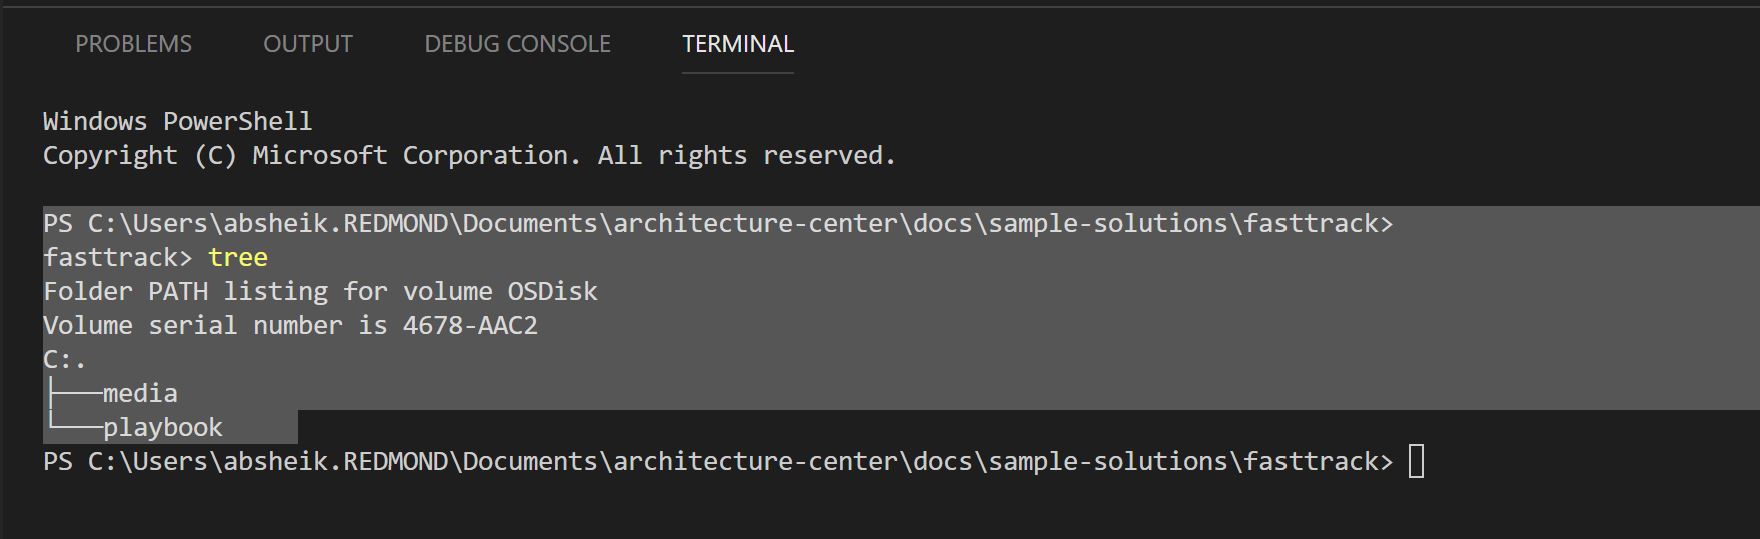 PROBLEMS OUTPUT DEBUG CONSOLE TERMINAL
Windows PowerShell
Copyright (C) Microsoft Corporation. All rights reserved.
PS C:\Users\absheik.REDMOND\Documents\architecture-center\docs\sample-solutions\fasttrack>
fasttrack> tree
Folder PATH listing for volume OSDisk
Volume serial number is 4678-AAC2
C:.
├───media
└───playbook
PS C:\Users\absheik.REDMOND\Documents\architecture-center\docs\sample-solutions\fasttrack>